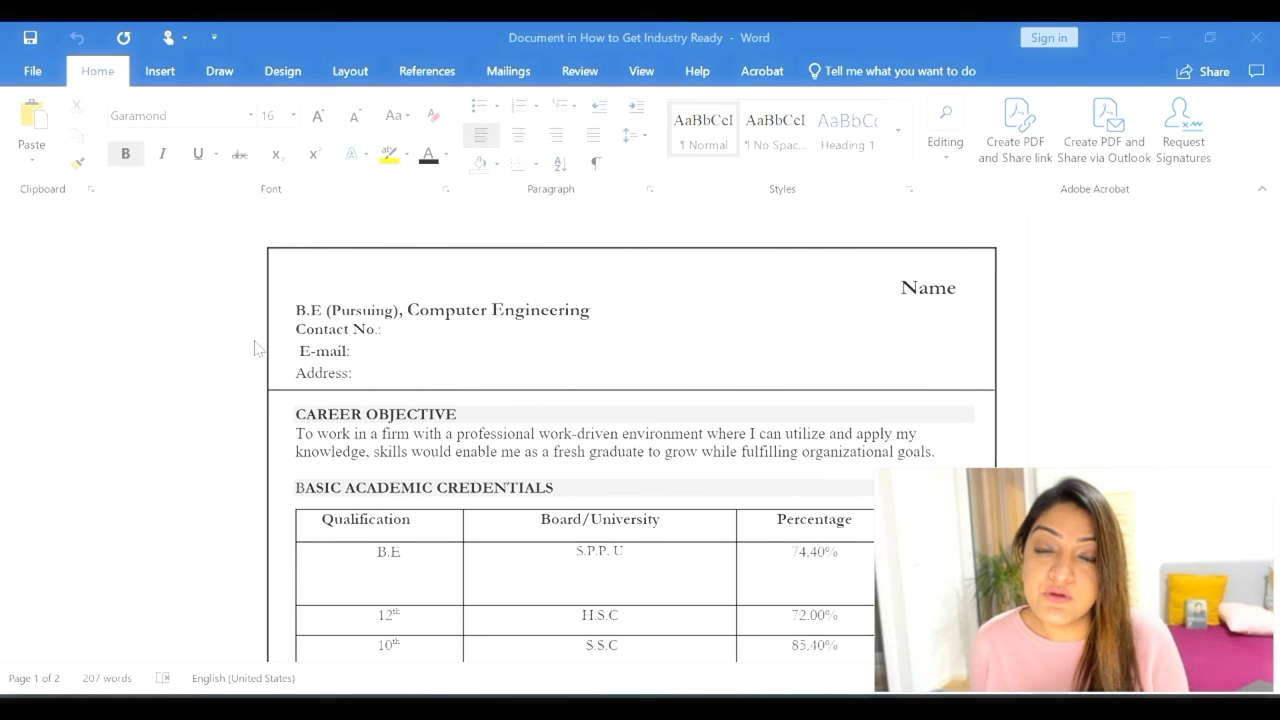 Document in How to Get Industry Ready - Word
Sign in
File Home Insert Draw Design Layout References Mailings Review View Help Acrobat Tell me what you want to do Share
Paste
Garamond 16 A A Aa A
B I U abc X₂ X² A A
AaBbCcI AaBbCcI AaBbCc
¶ Normal ¶ No Spac... Heading 1
Editing
Create PDF and Share link
Create PDF and Share via Outlook
Request Signatures
Clipboard Font Paragraph Styles Adobe Acrobat
Name
B.E (Pursuing), Computer Engineering
Contact No.:
E-mail:
Address:
CAREER OBJECTIVE
To work in a firm with a professional work-driven environment where I can utilize and apply my
knowledge, skills would enable me as a fresh graduate to grow while fulfilling organizational goals.
BASIC ACADEMIC CREDENTIALS
Qualification Board/University Percentage
B.E S.P.P. U 74.40%
12th H.S.C 72.00%
10th S.S.C 85.40%
Page 1 of 2 207 words English (United States)